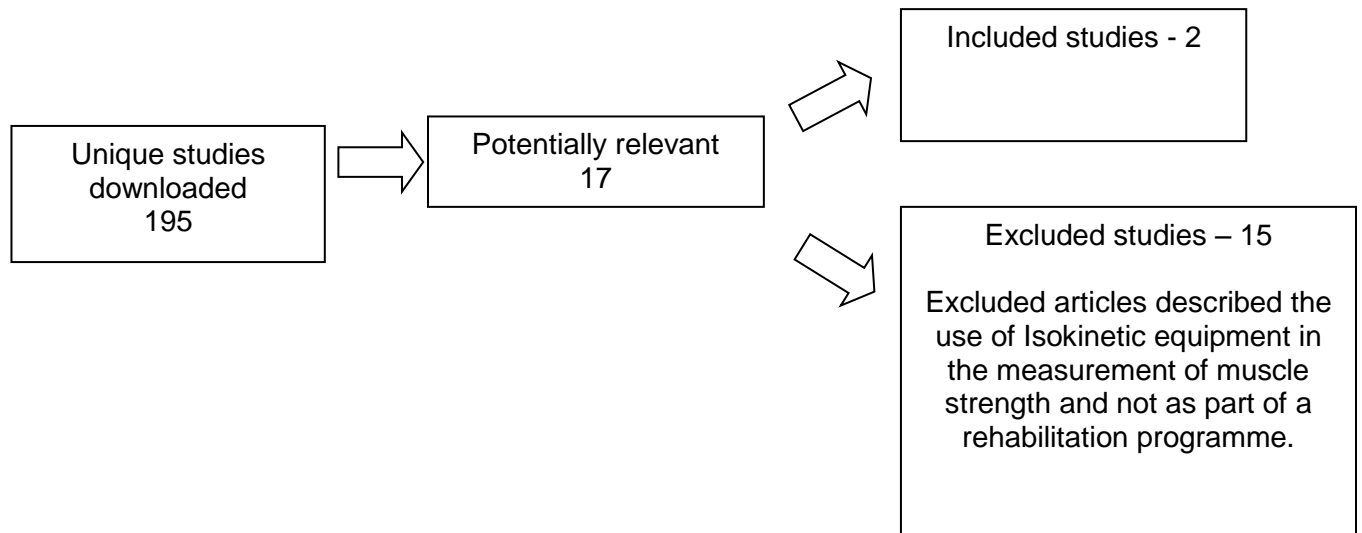 Unique studies
downloaded
195
Potentially relevant
17
Included studies - 2
Excluded studies – 15
Excluded articles described the
use of Isokinetic equipment in
the measurement of muscle
strength and not as part of a
rehabilitation programme.